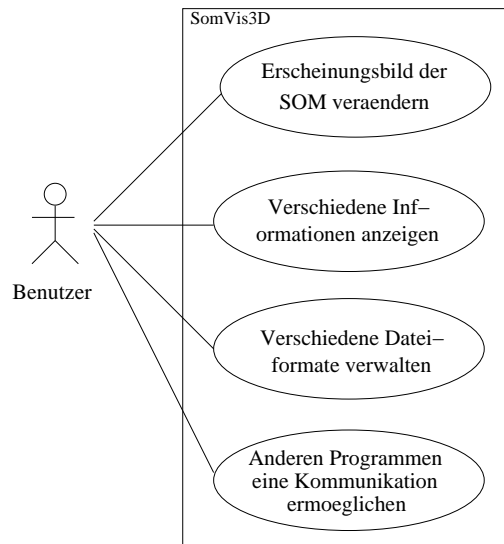 SomVis3D
Erscheinungsbild der
SOM veraendern
Verschiedene Inf–
ormationen anzeigen
Benutzer
Verschiedene Datei–
formate verwalten
Anderen Programmen
eine Kommunikation
ermoeglichen